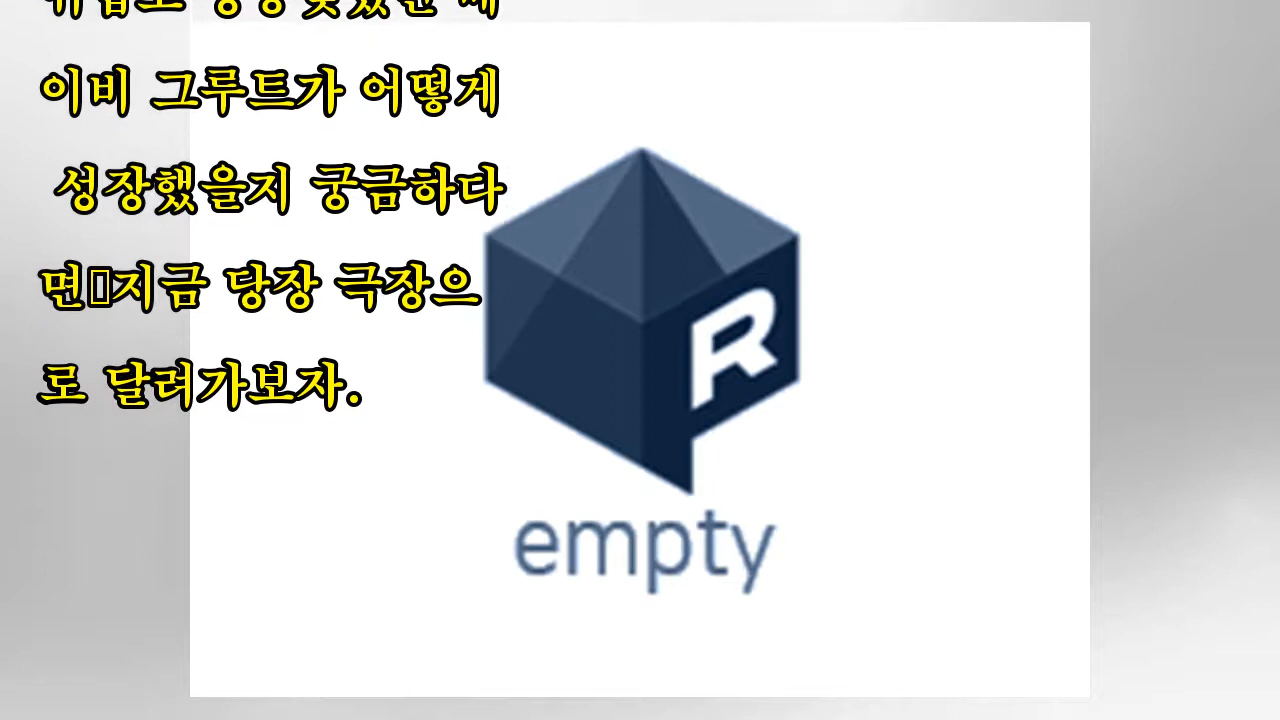 이비 그루트가 어떻게
성장했을지 궁금하다
면 지금 당장 극장으
로 달려가보자.
R
empty